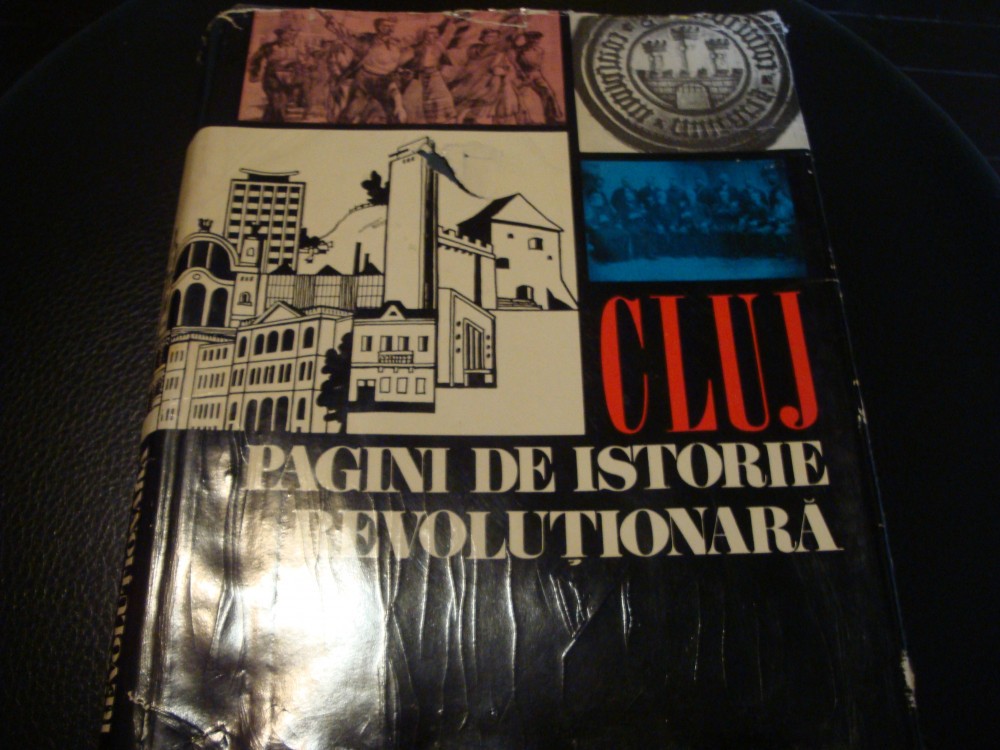 CLUJ
PAGINI DE ISTORIE
REVOLUȚIONARĂ